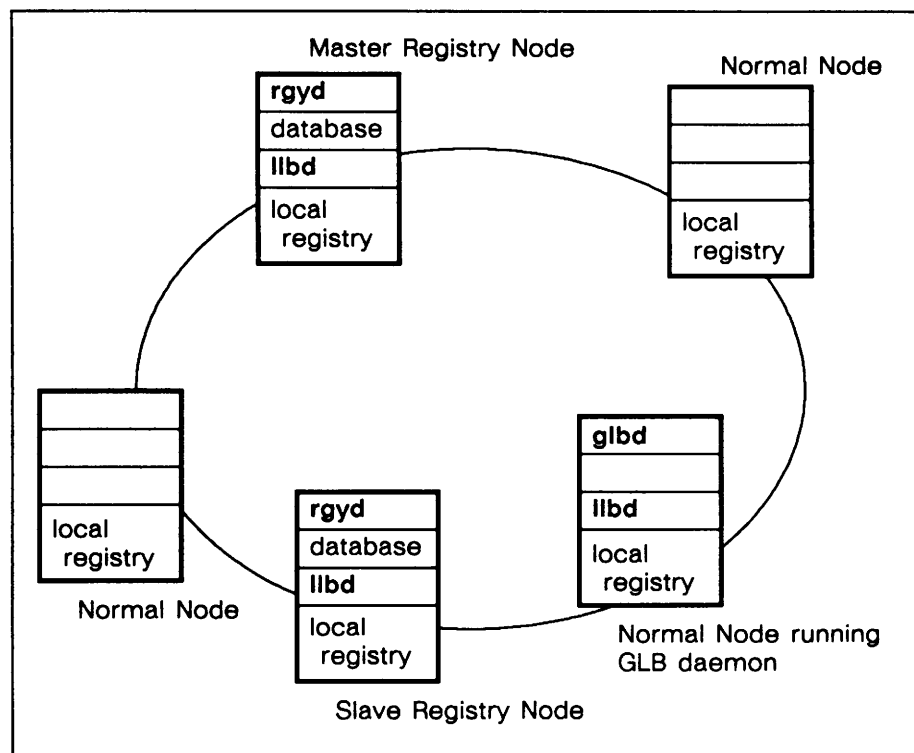 Master Registry Node
rgyd
database
llbd
local
registry
Normal Node
local
registry
local
registry
Normal Node
rgyd
database
llbd
local
registry
Slave Registry Node
glbd
llbd
local
registry
Normal Node running
GLB daemon